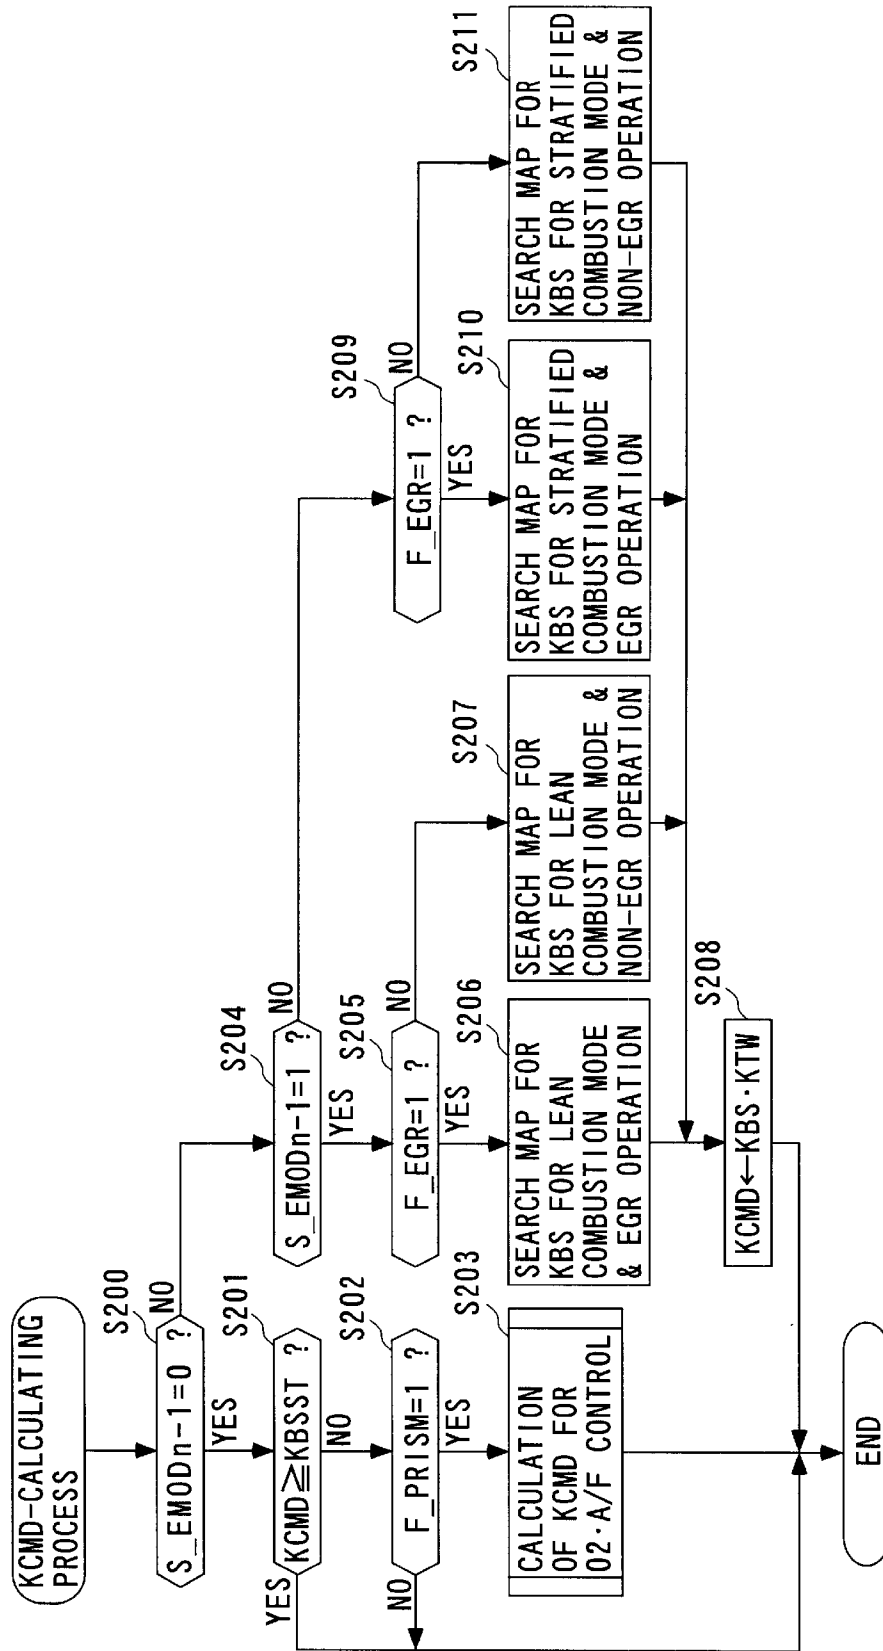 KCMD-CALCULATING
PROCESS
S200
S_EMODn-1=0 ?
NO
YES
S201
KCMD≧KBSST ?
YES
NO
S202
F_PRISM=1 ?
NO
YES
S203
CALCULATION
OF KCMD FOR
O2·A/F CONTROL
S204
S_EMODn-1=1 ?
NO
YES
S205
F_EGR=1 ?
NO
YES
S206
SEARCH MAP FOR
KBS FOR LEAN
COMBUSTION MODE
& EGR OPERATION
S207
SEARCH MAP FOR
KBS FOR LEAN
COMBUSTION MODE &
NON-EGR OPERATION
S208
KCMD←KBS·KTW
S209
F_EGR=1 ?
NO
YES
S210
SEARCH MAP FOR
KBS FOR STRATIFIED
COMBUSTION MODE &
EGR OPERATION
S211
SEARCH MAP FOR
KBS FOR STRATIFIED
COMBUSTION MODE &
NON-EGR OPERATION
END